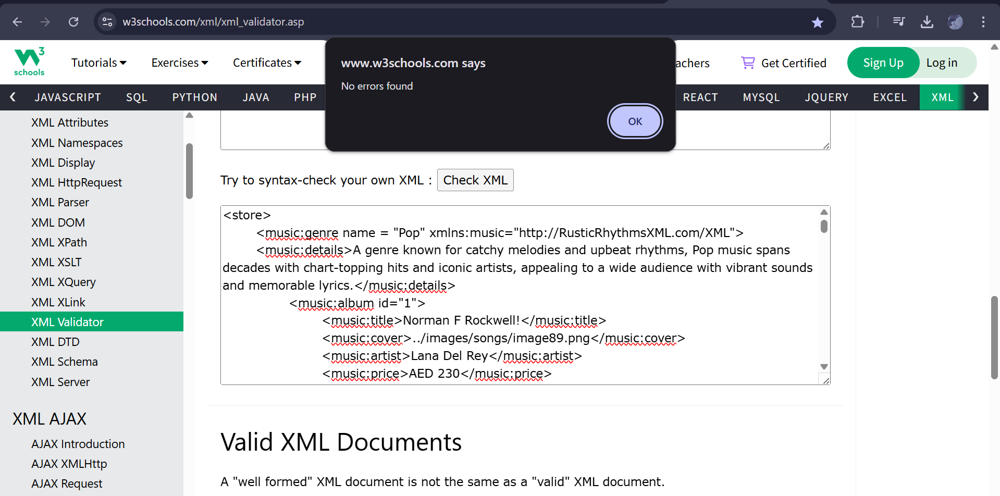 w3schools.com/xml/xml_validator.asp
W3
schools
Tutorials
Exercises
Certificates
Get Certified
Sign Up
Log in
www.w3schools.com says
No errors found
OK
JAVASCRIPT
SQL
PYTHON
JAVA
PHP
REACT
MYSQL
JQUERY
EXCEL
XML
XML Attributes
XML Namespaces
XML Display
XML HttpRequest
XML Parser
XML DOM
XML XPath
XML XSLT
XML XQuery
XML XLink
XML Validator
XML DTD
XML Schema
XML Server
XML AJAX
AJAX Introduction
AJAX XMLHttp
AJAX Request
Try to syntax-check your own XML :
Check XML
<store>
<music:genre name = "Pop" xmlns:music="http://RusticRhythmsXML.com/XML">
<music:details>A genre known for catchy melodies and upbeat rhythms, Pop music spans
decades with chart-topping hits and iconic artists, appealing to a wide audience with vibrant sounds
and memorable lyrics.</music:details>
<music:album id="1">
<music:title>Norman F Rockwell!</music:title>
<music:cover>../images/songs/image89.png</music:cover>
<music:artist>Lana Del Rey</music:artist>
<music:price>AED 230</music:price>
Valid XML Documents
A "well formed" XML document is not the same as a "valid" XML document.